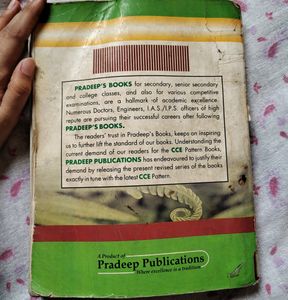 PRADEEP'S BOOKS for secondary, senior secondary
and college classes, and also for various competitive
examinations, are a hallmark of academic excellence.
Numerous Doctors, Engineers, I.A.S./I.P.S. officers of high
repute are pursuing their successful careers after following
PRADEEP'S BOOKS.
The readers' trust in Pradeep's Books, keeps on inspiring
us to further lift the standard of our books. Understanding the
current demand of our readers for the CCE Pattern Books,
PRADEEP PUBLICATIONS has endeavoured to justify their
demand by releasing the present revised series of the books
exactly in tune with the latest CCE Pattern.
A Product of
Pradeep Publications
Where excellence is a tradition